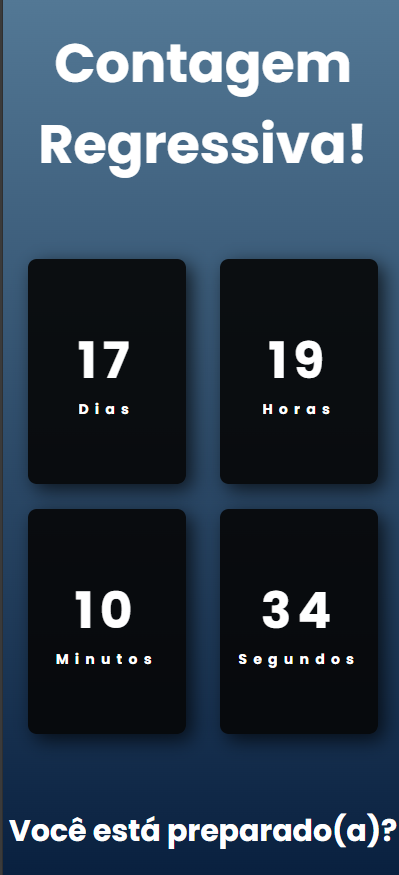 Contagem
Regressiva!
17
Dias
19
Horas
10
Minutos
34
Segundos
Você está preparado(a)?